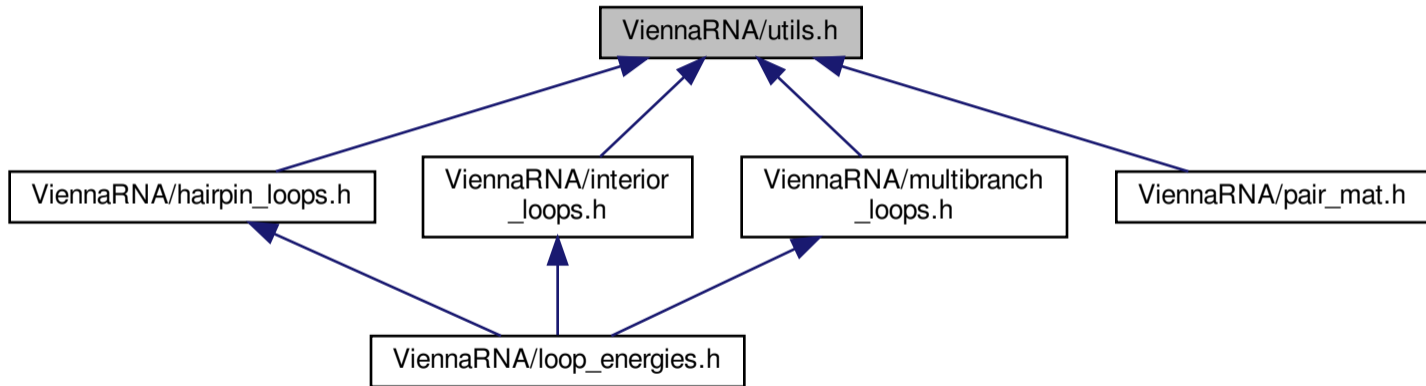 ViennaRNA/utils.h
ViennaRNA/hairpin_loops.h
ViennaRNA/interior
_loops.h
ViennaRNA/multibranch
_loops.h
ViennaRNA/pair_mat.h
ViennaRNA/loop_energies.h